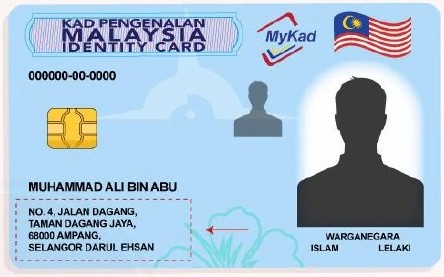 KAD PENGENALAN
MALAYSIA
IDENTITY CARD
MyKad
000000-00-0000
MUHAMMAD ALI BIN ABU
NO. 4, JALAN DAGANG,
TAMAN DAGANG JAYA,
68000 AMPANG,
SELANGOR DARUL EHSAN
WARGANEGARA
ISLAM LELAKI